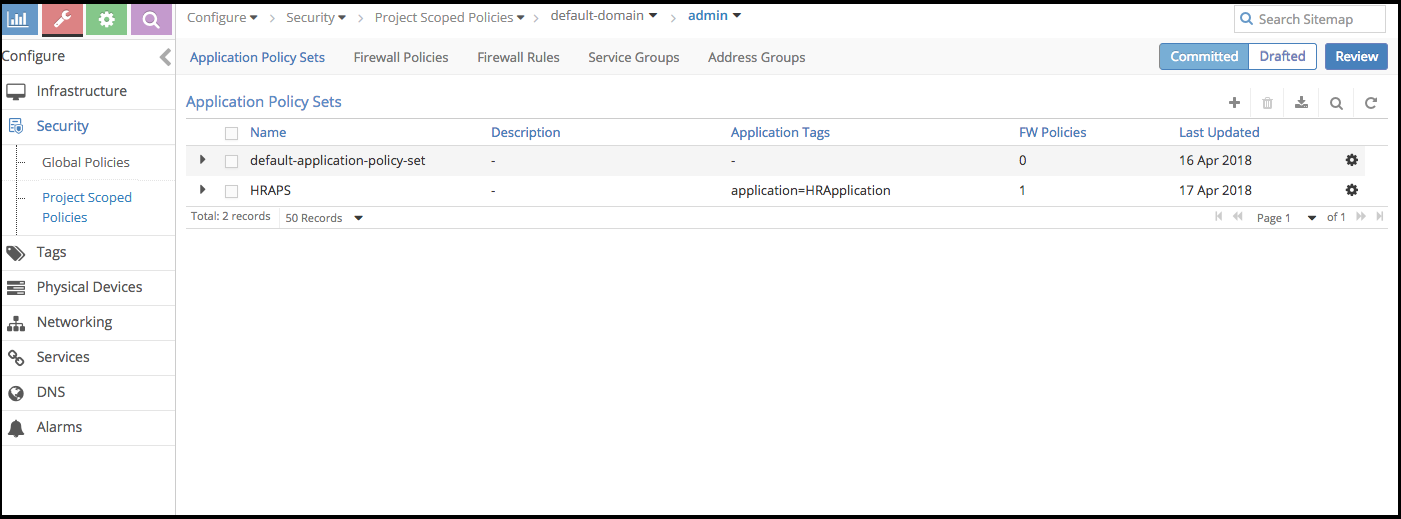 Configure Security Project Scoped Policies default-domain admin Search Sitemap
Configure
Application Policy Sets Firewall Policies Firewall Rules Service Groups Address Groups Committed Drafted Review
Infrastructure
Security
Global Policies
Project Scoped
Policies
Tags
Physical Devices
Networking
Services
DNS
Alarms
Application Policy Sets
Name Description Application Tags FW Policies Last Updated
default-application-policy-set - - 0 16 Apr 2018
HRAPS - application=HRApplication 1 17 Apr 2018
Total: 2 records 50 Records Page 1 of 1